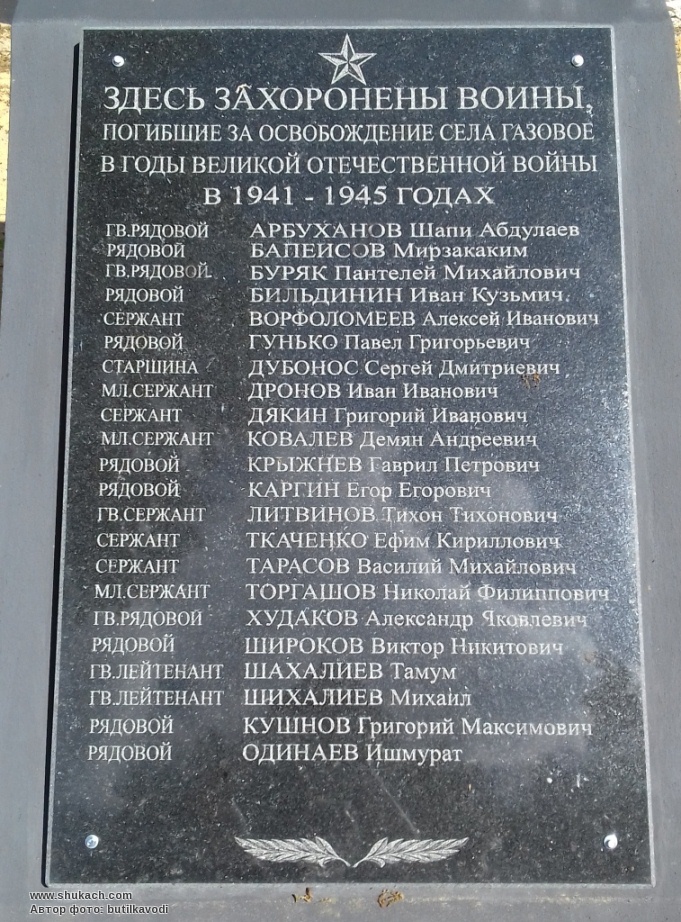 ЗДЕСЬ ЗАХОРОНЕНЫ ВОИНЫ,
ПОГИБШИЕ ЗА ОСВОБОЖДЕНИЕ СЕЛА ГАЗОВОЕ
В ГОДЫ ВЕЛИКОЙ ОТЕЧЕСТВЕННОЙ ВОЙНЫ
В 1941 - 1945 ГОДАХ
ГВ.РЯДОВОЙ АРБУХАНОВ Шапи Абдулаев
РЯДОВОЙ БАПЕИСОВ Мирзакаким
ГВ.РЯДОВОЙ БУРЯК Пантелей Михайлович
РЯДОВОЙ БИЛЬДИНИН Иван Кузьмич.
СЕРЖАНТ ВОРФОЛОМЕЕВ Алексей Иванович
РЯДОВОЙ ГУНЬКО Павел Григорьевич
СТАРШИНА ДУБОНОС Сергей Дмитриевич
МЛ.СЕРЖАНТ ДРОНОВ Иван Иванович
СЕРЖАНТ ДЯКИН Григорий Иванович
МЛ.СЕРЖАНТ КОВАЛЕВ Демян Андреевич
РЯДОВОЙ КРЫЖНЕВ Гаврил Петрович
РЯДОВОЙ КАРГИН Егор Егорович
ГВ.СЕРЖАНТ ЛИТВИНОВ Тихон Тихонович
СЕРЖАНТ ТКАЧЕНКО Ефим Кириллович
СЕРЖАНТ ТАРАСОВ Василий Михайлович
МЛ.СЕРЖАНТ ТОРГАШОВ Николай Филиппович
ГВ.РЯДОВОЙ ХУДАКОВ Александр Яковлевич
РЯДОВОЙ ШИРОКОВ Виктор Никитович
ГВ.ЛЕЙТЕНАНТ ШАХАЛИЕВ Тамум
ГВ.ЛЕЙТЕНАНТ ШИХАЛИЕВ Михаил
РЯДОВОЙ КУШНОВ Григорий Максимович
РЯДОВОЙ ОДИНАЕВ Ишмурат
www.shukach.com
Автор фото: butilkavodi